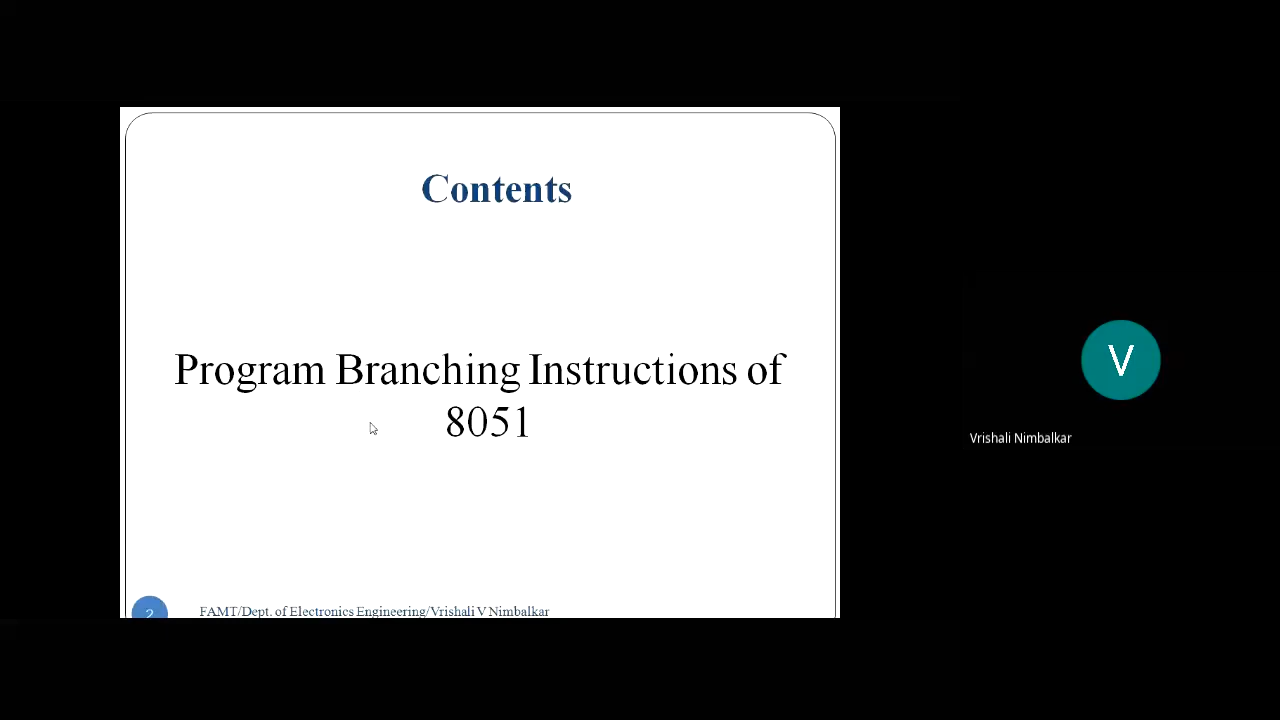 Contents
Program Branching Instructions of
8051
V
Vrishali Nimbalkar
2
FAMT/Dept. of Electronics Engineering/Vrishali V Nimbalkar